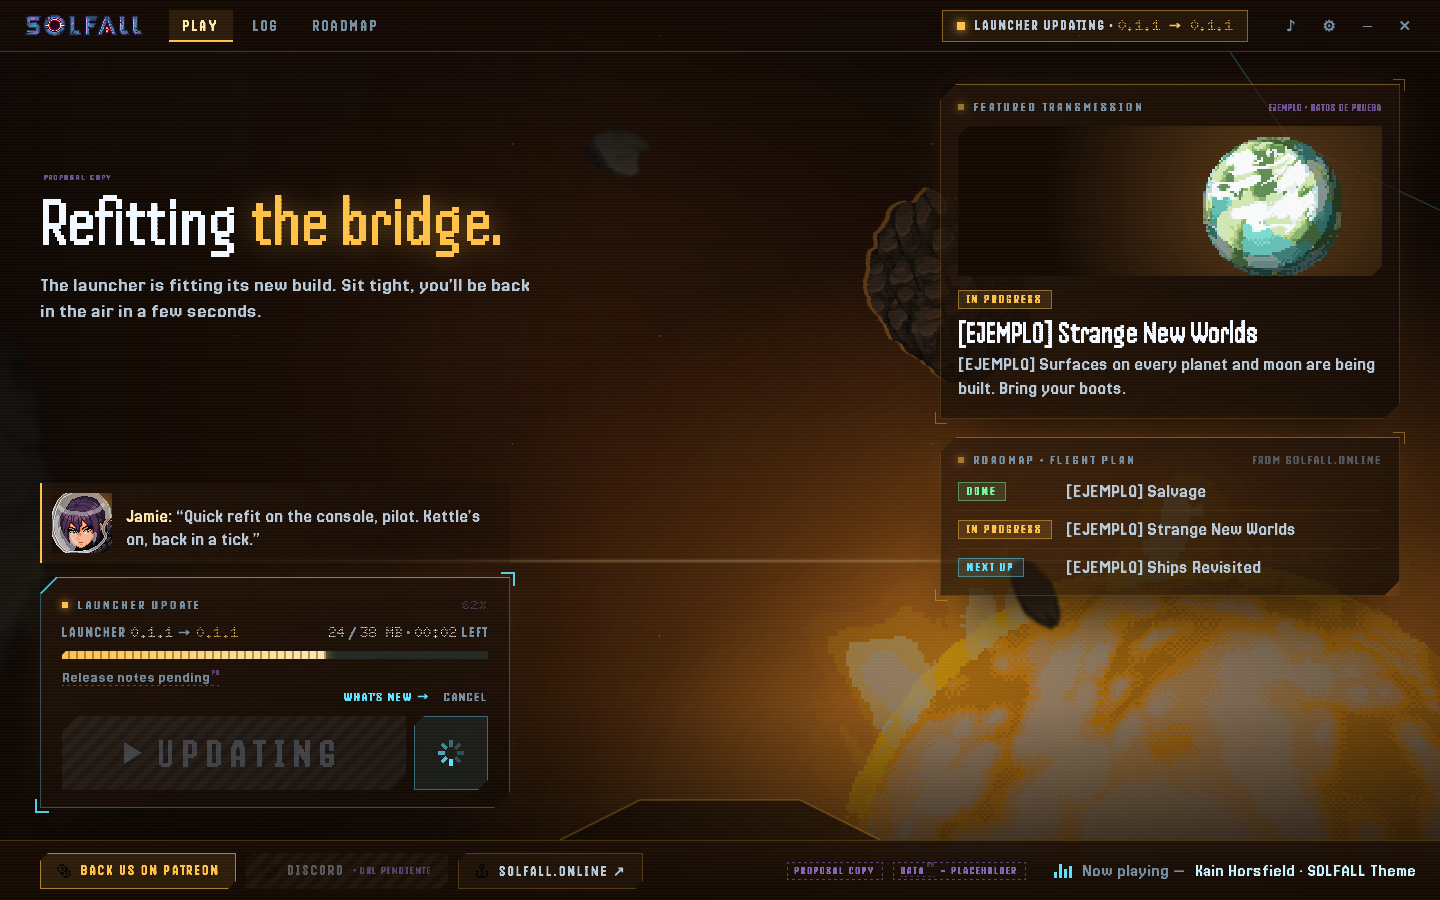 SOLFALL
PLAY
LOG
ROADMAP
LAUNCHER UPDATING · 0.1.1 → 0.1.1
PROPOSAL COPY
Refitting the bridge.
The launcher is fitting its new build. Sit tight, you'll be back
in the air in a few seconds.
FEATURED TRANSMISSION
EJEMPLO · DATOS DE PRUEBA
IN PROGRESS
[EJEMPLO] Strange New Worlds
[EJEMPLO] Surfaces on every planet and moon are being
built. Bring your boots.
ROADMAP · FLIGHT PLAN
FROM SOLFALL.ONLINE
DONE
[EJEMPLO] Salvage
IN PROGRESS
[EJEMPLO] Strange New Worlds
NEXT UP
[EJEMPLO] Ships Revisited
Jamie: “Quick refit on the console, pilot. Kettle's
on, back in a tick.”
LAUNCHER UPDATE
62%
LAUNCHER 0.1.1 → 0.1.1
24 / 38 MB · 00:02 LEFT
Release notes pending
WHAT'S NEW →
CANCEL
UPDATING
BACK US ON PATREON
DISCORD · URL PENDIENTE
SOLFALL.ONLINE ↗
PROPOSAL COPY
DATA - PLACEHOLDER
Now playing — Kain Horsfield · SOLFALL Theme